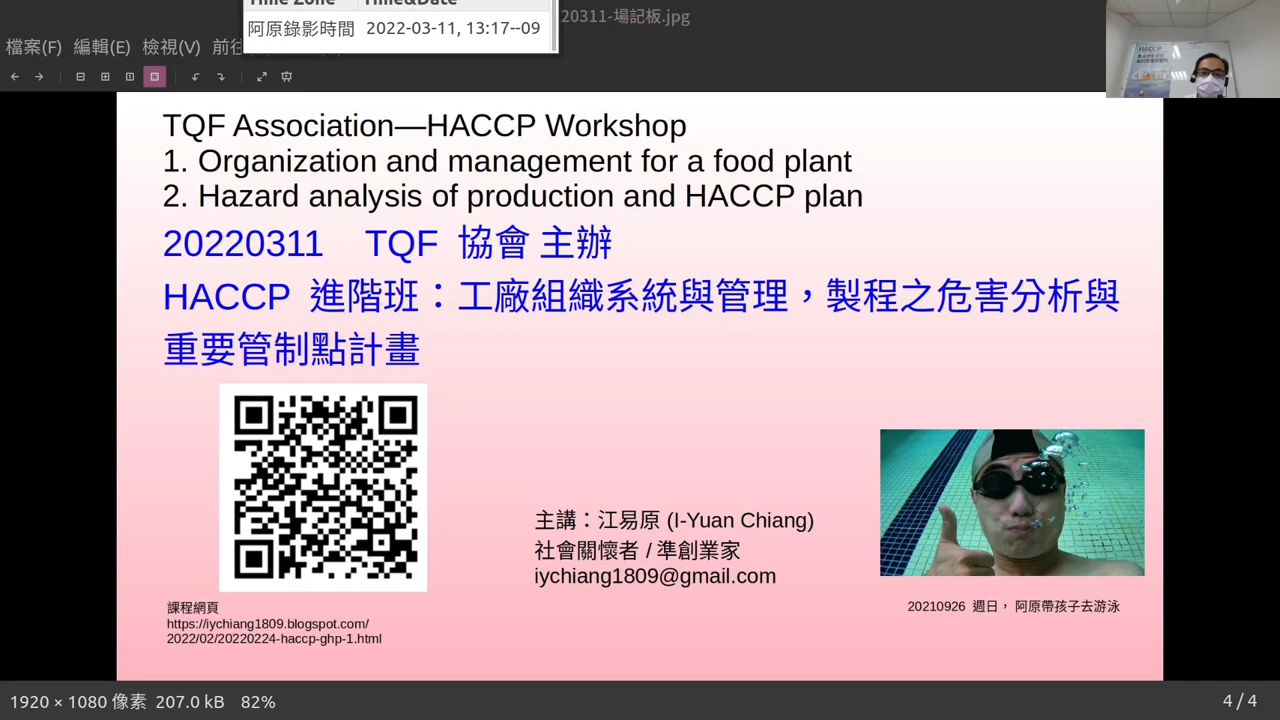 Time Zone Time&Date
20311-場記板.jpg
阿原錄影時間 2022-03-11, 13:17--09
檔案(F) 編輯(E) 檢視(V) 前往
HACCP
TQF Association—HACCP Workshop
1. Organization and management for a food plant
2. Hazard analysis of production and HACCP plan
20220311 TQF 協會 主辦
HACCP 進階班：工廠組織系統與管理，製程之危害分析與
重要管制點計畫
主講：江易原 (I-Yuan Chiang)
社會關懷者 / 準創業家
iychiang1809@gmail.com
課程網頁
https://iychiang1809.blogspot.com/
2022/02/20220224-haccp-ghp-1.html
20210926 週日， 阿原帶孩子去游泳
1920 × 1080 像素 207.0 kB 82%
4 / 4